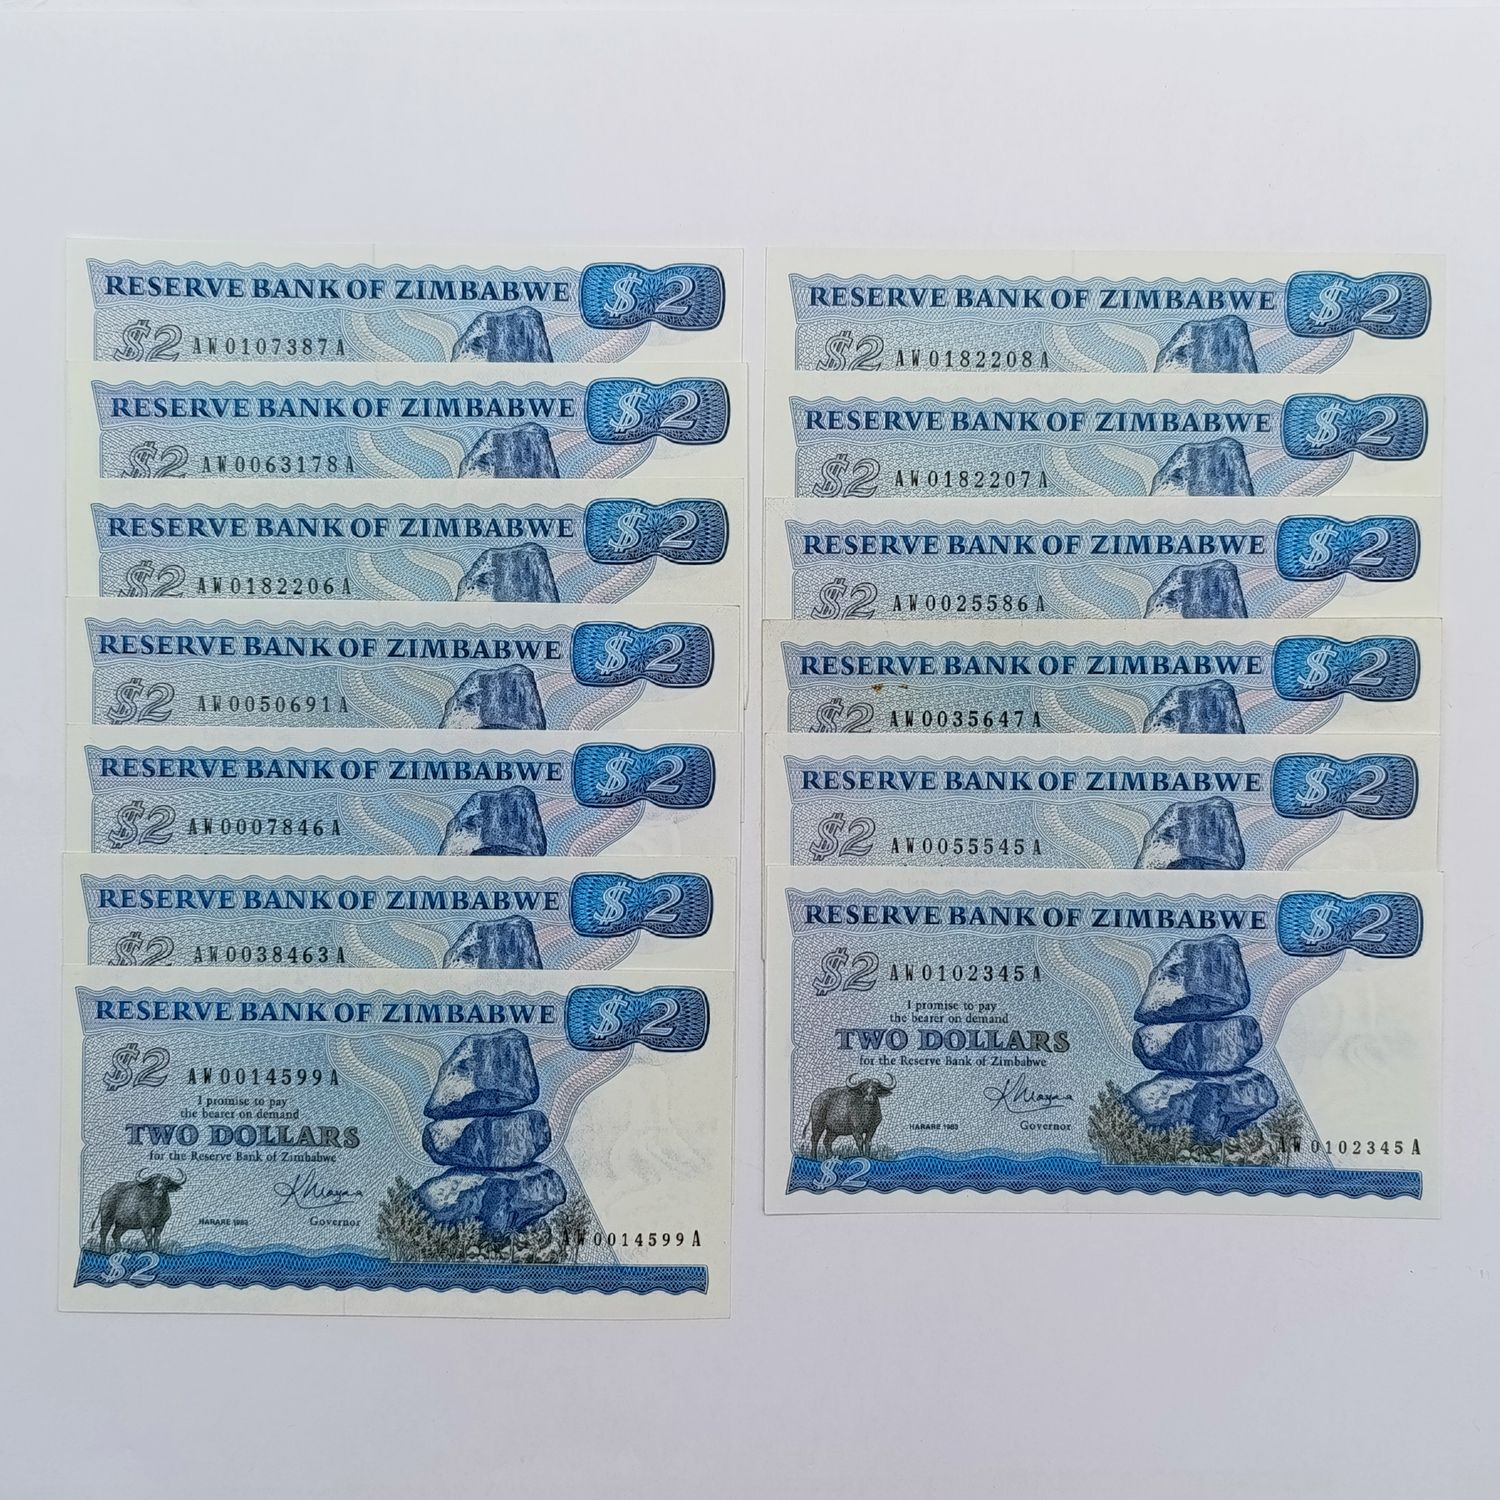 RESERVE BANK OF ZIMBABWE $2
$2 AW0107387A
RESERVE BANK OF ZIMBABWE $2
$2 AW0063178A
RESERVE BANK OF ZIMBABWE $2
$2 AW0182206A
RESERVE BANK OF ZIMBABWE $2
$2 AW0050691A
RESERVE BANK OF ZIMBABWE $2
$2 AW0007846A
RESERVE BANK OF ZIMBABWE $2
$2 AW0038463A
RESERVE BANK OF ZIMBABWE $2
$2 AW0014599A
I promise to pay
the bearer on demand
TWO DOLLARS
for the Reserve Bank of Zimbabwe
HARARE 1983 Governor
AW0014599A
$2
RESERVE BANK OF ZIMBABWE $2
$2 AW0182208A
RESERVE BANK OF ZIMBABWE $2
$2 AW0182207A
RESERVE BANK OF ZIMBABWE $2
$2 AW0025586A
RESERVE BANK OF ZIMBABWE $2
$2 AW0035647A
RESERVE BANK OF ZIMBABWE $2
$2 AW0055545A
RESERVE BANK OF ZIMBABWE $2
$2 AW0102345A
I promise to pay
the bearer on demand
TWO DOLLARS
for the Reserve Bank of Zimbabwe
HARARE 1983 Governor
AW0102345A
$2